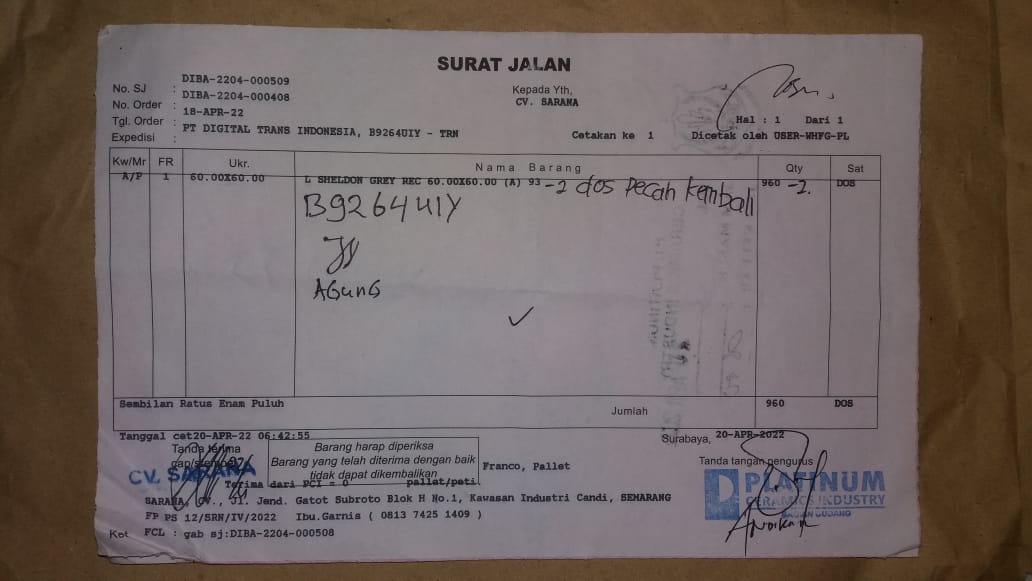 SURAT JALAN
No. SJ : DIBA-2204-000509
No. Order : DIBA-2204-000408
Tgl. Order : 18-APR-22
Expedisi : PT DIGITAL TRANS INDONESIA, B9264UIY - TRN
Kepada Yth,
CV. SARANA
Hal : 1 Dari 1
Cetakan ke 1 Dicetak oleh USER-WHFG-PL
Kw/Mr FR Ukr. Nama Barang Qty Sat
A/P 1 60.00X60.00 L SHELDON GREY REC 60.00X60.00 (A) 93 -2 dos pecah kembali 960 -2. DOS
B9264UIY
AGUNG
Sembilan Ratus Enam Puluh Jumlah 960 DOS
Tanggal cet20-APR-22 06:42:55
Surabaya, 20-APR-2022
Tanda terima
Tanda tangan pengurus
CV. SARANA
Barang harap diperiksa
Barang yang telah diterima dengan baik
tidak dapat dikembalikan
Franco, Pallet
Terima dari PCI = 0 pallet/peti
PLATINUM
CERAMICS INDUSTRY
BAGIAN GUDANG
SARANA, CV., Jl. Jend. Gatot Subroto Blok H No.1, Kawasan Industri Candi, SEMARANG
FP PS 12/SRN/IV/2022 Ibu.Garnis ( 0813 7425 1409 )
Ket FCL : gab sj:DIBA-2204-000508